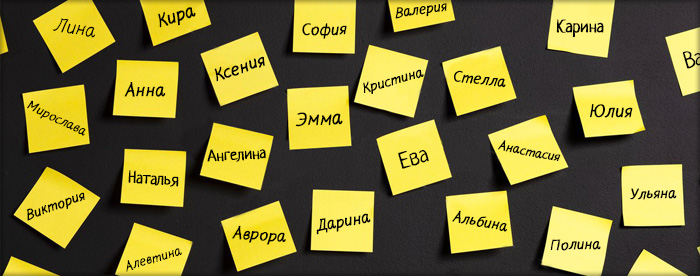 Лина
Кира
София
Валерия
Карина
Ксения
Анна
Кристина
Стелла
Мирослава
Эмма
Юлия
Ангелина
Ева
Анастасия
Наталья
Виктория
Ульяна
Дарина
Аврора
Альбина
Полина
Алевтина